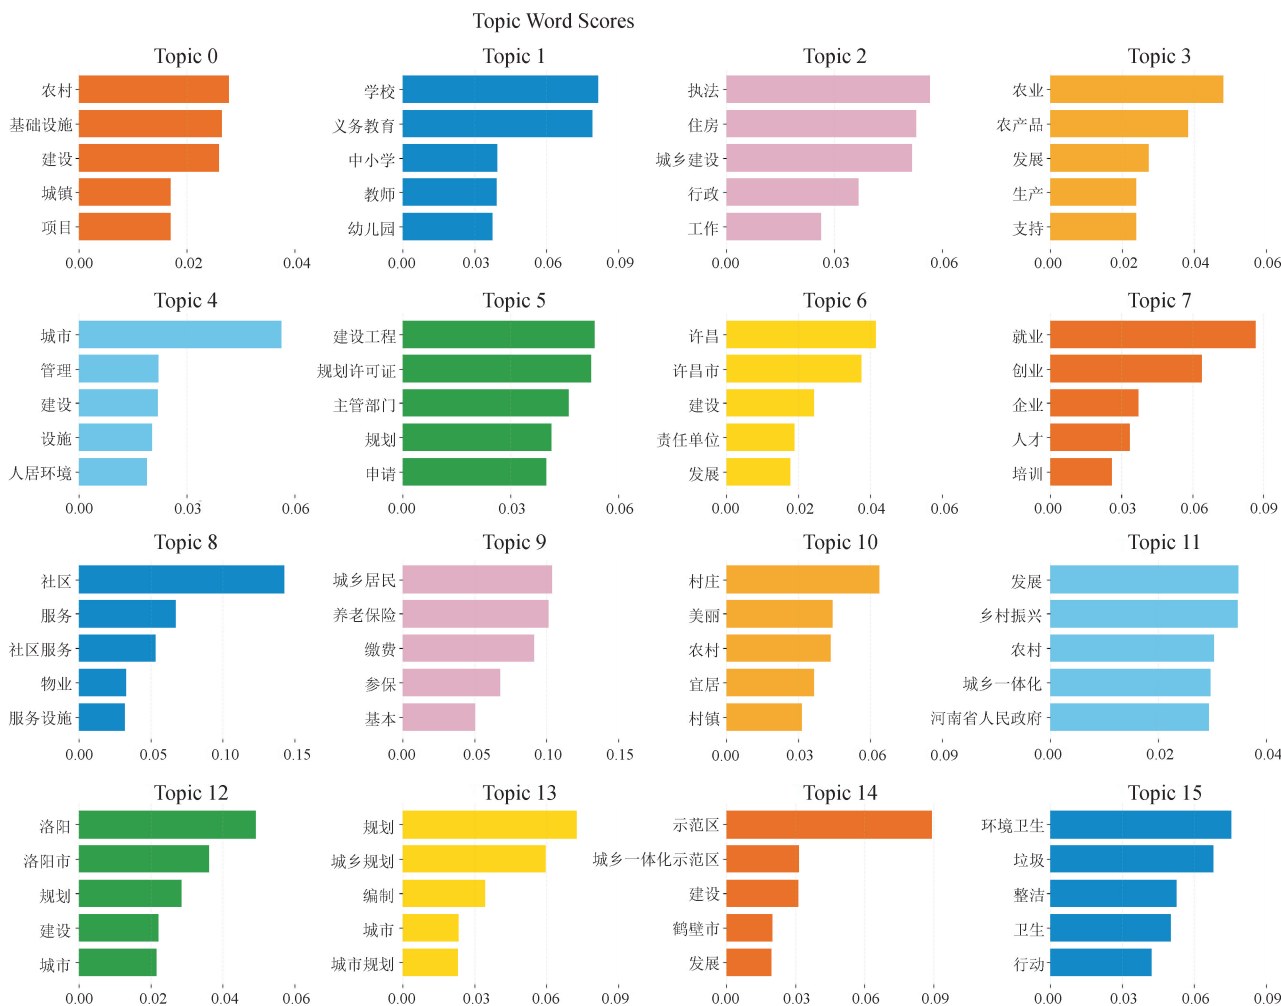 Topic Word Scores
Topic 0
农村
基础设施
建设
城镇
项目
0.00 0.02 0.04
Topic 1
学校
义务教育
中小学
教师
幼儿园
0.00 0.03 0.06 0.09
Topic 2
执法
住房
城乡建设
行政
工作
0.00 0.03 0.06
Topic 3
农业
农产品
发展
生产
支持
0.00 0.02 0.04 0.06
Topic 4
城市
管理
建设
设施
人居环境
0.00 0.03 0.06
Topic 5
建设工程
规划许可证
主管部门
规划
申请
0.00 0.03 0.06
Topic 6
许昌
许昌市
建设
责任单位
发展
0.00 0.02 0.04 0.06
Topic 7
就业
创业
企业
人才
培训
0.00 0.03 0.06 0.09
Topic 8
社区
服务
社区服务
物业
服务设施
0.00 0.05 0.10 0.15
Topic 9
城乡居民
养老保险
缴费
参保
基本
0.00 0.05 0.10 0.15
Topic 10
村庄
美丽
农村
宜居
村镇
0.00 0.03 0.06 0.09
Topic 11
发展
乡村振兴
农村
城乡一体化
河南省人民政府
0.00 0.02 0.04
Topic 12
洛阳
洛阳市
规划
建设
城市
0.00 0.02 0.04 0.06
Topic 13
规划
城乡规划
编制
城市
城市规划
0.00 0.03 0.06 0.09
Topic 14
示范区
城乡一体化示范区
建设
鹤壁市
发展
0.00 0.03 0.06 0.09
Topic 15
环境卫生
垃圾
整洁
卫生
行动
0.00 0.03 0.06 0.09